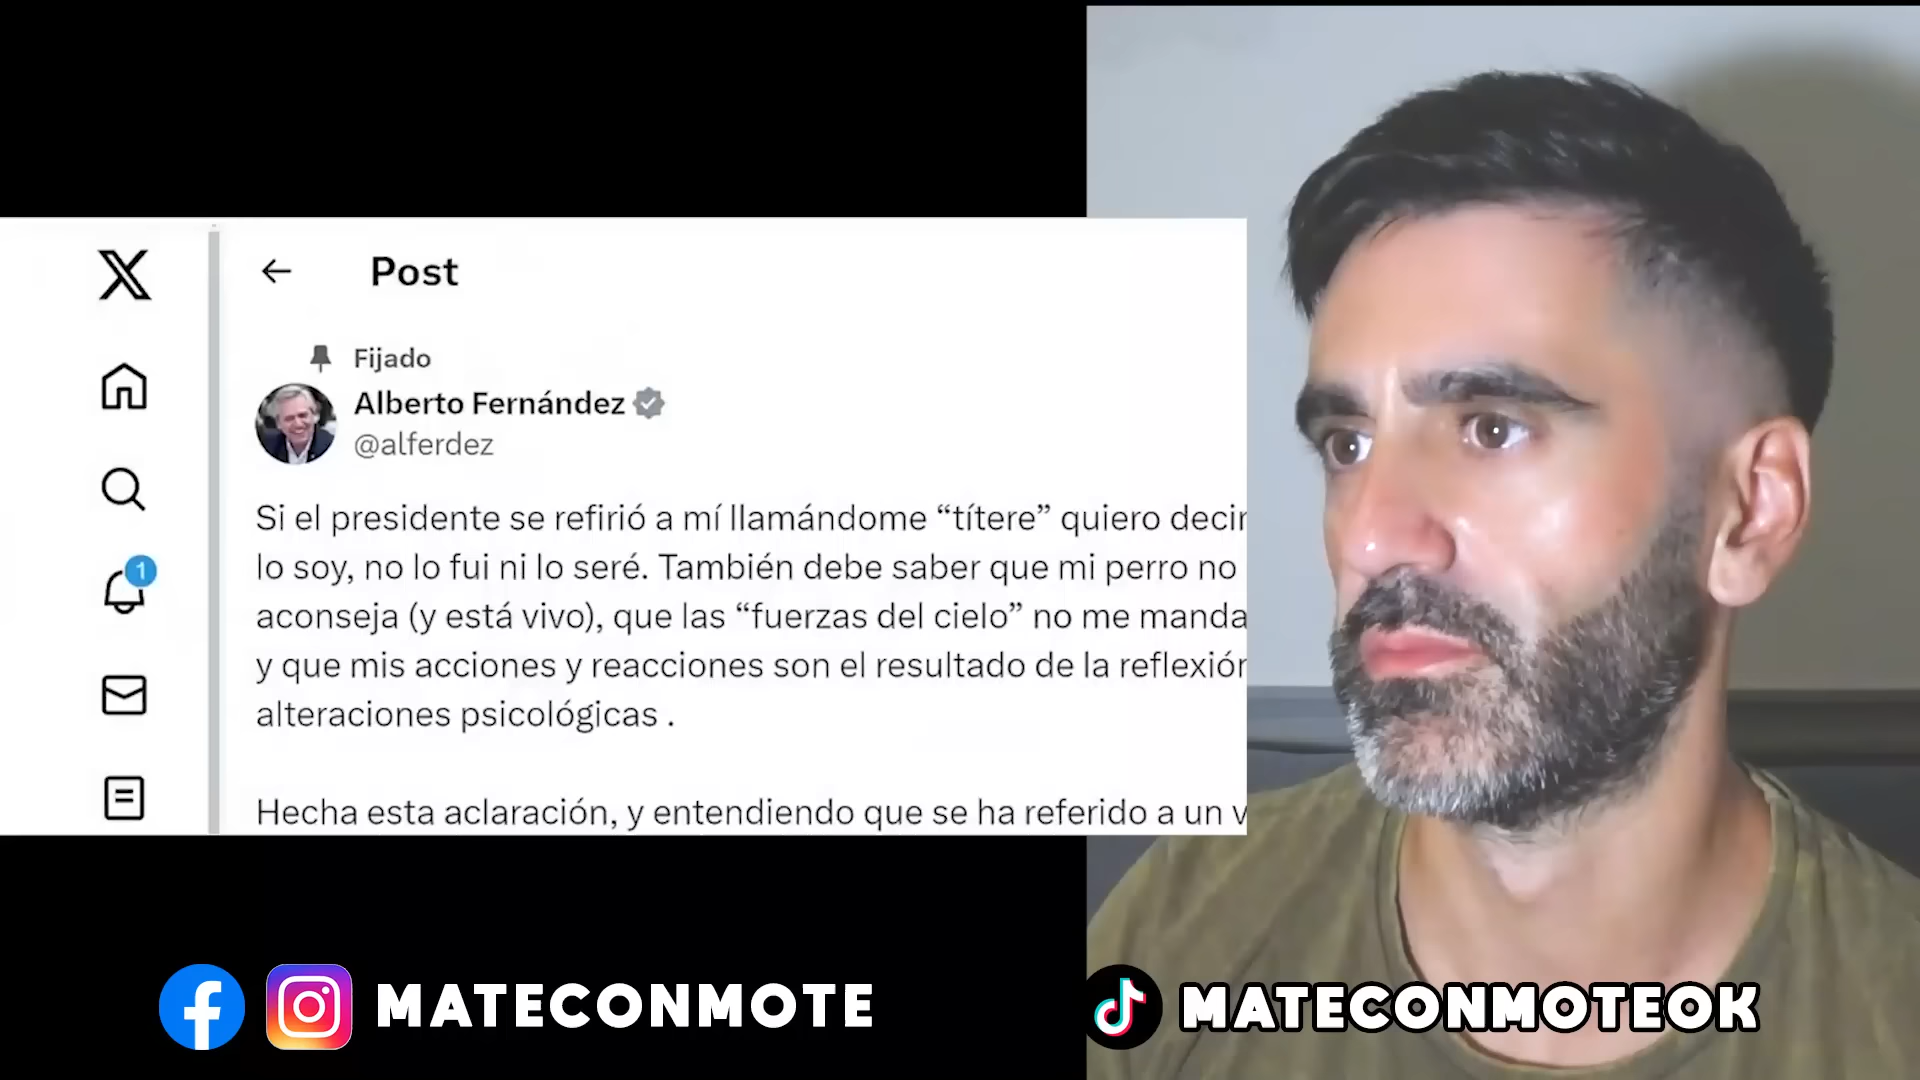 Post
Fijado
Alberto Fernández
@alferdez
1
Si el presidente se refirió a mí llamándome “títere” quiero decir
lo soy, no lo fui ni lo seré. También debe saber que mi perro no
aconseja (y está vivo), que las “fuerzas del cielo” no me manda
y que mis acciones y reacciones son el resultado de la reflexión
alteraciones psicológicas .
Hecha esta aclaración, y entendiendo que se ha referido a un v
MATECONMOTE
MATECONMOTEOK